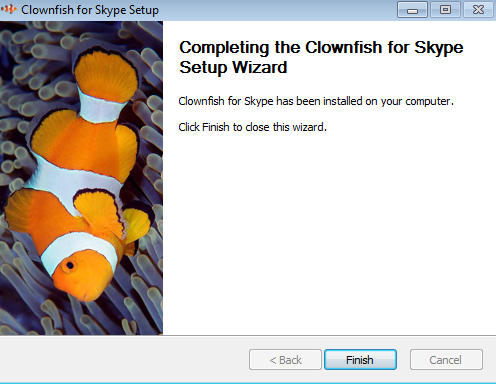 Clownfish for Skype Setup
Completing the Clownfish for Skype
Setup Wizard
Clownfish for Skype has been installed on your computer.
Click Finish to close this wizard.
< Back
Finish
Cancel